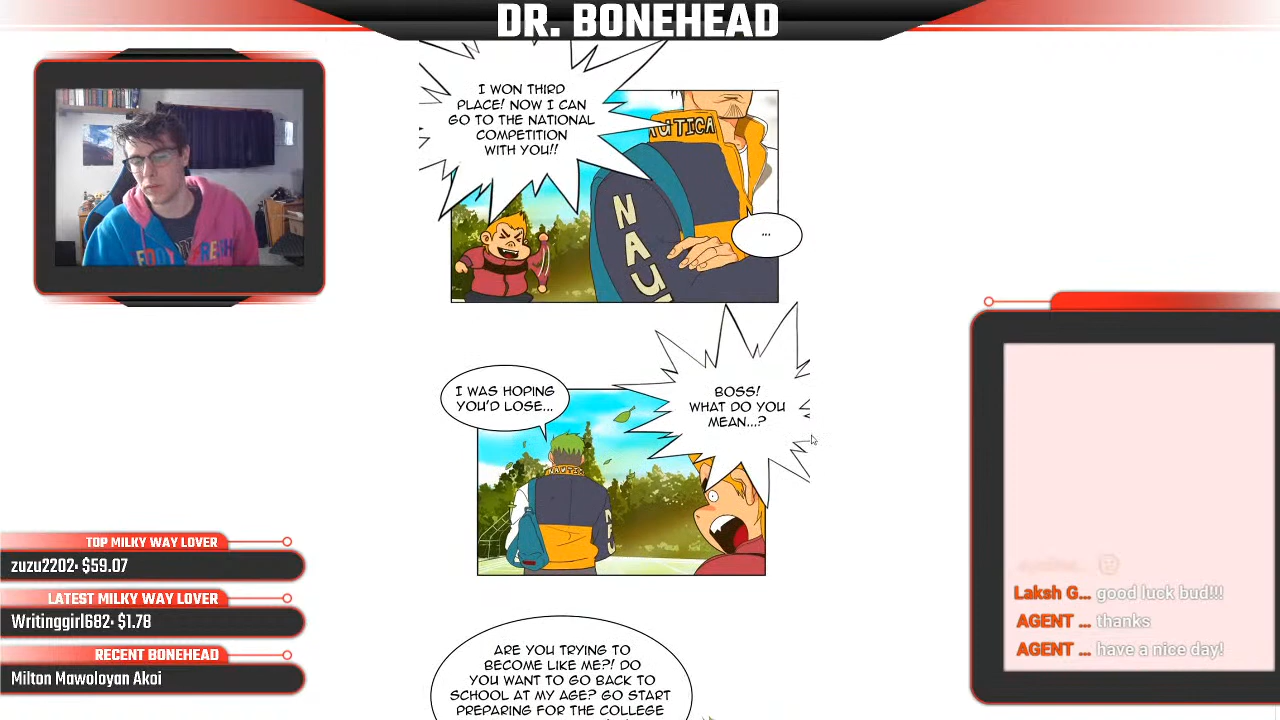 DR. BONEHEAD
I WON THIRD
PLACE! NOW I CAN
GO TO THE NATIONAL
COMPETITION
WITH YOU!!
NAUTICA
NAU
...
I WAS HOPING
YOU'D LOSE...
BOSS!
WHAT DO YOU
MEAN...?
ARE YOU TRYING TO
BECOME LIKE ME?! DO
YOU WANT TO GO BACK TO
SCHOOL AT MY AGE? GO START
PREPARING FOR THE COLLEGE
TOP MILKY WAY LOVER
zuzu2202: $59.07
LATEST MILKY WAY LOVER
Writinggirl682: $1.78
RECENT BONEHEAD
Milton Mawoloyan Akoi
Laksh G... good luck bud!!!
AGENT ... thanks
AGENT ... have a nice day!